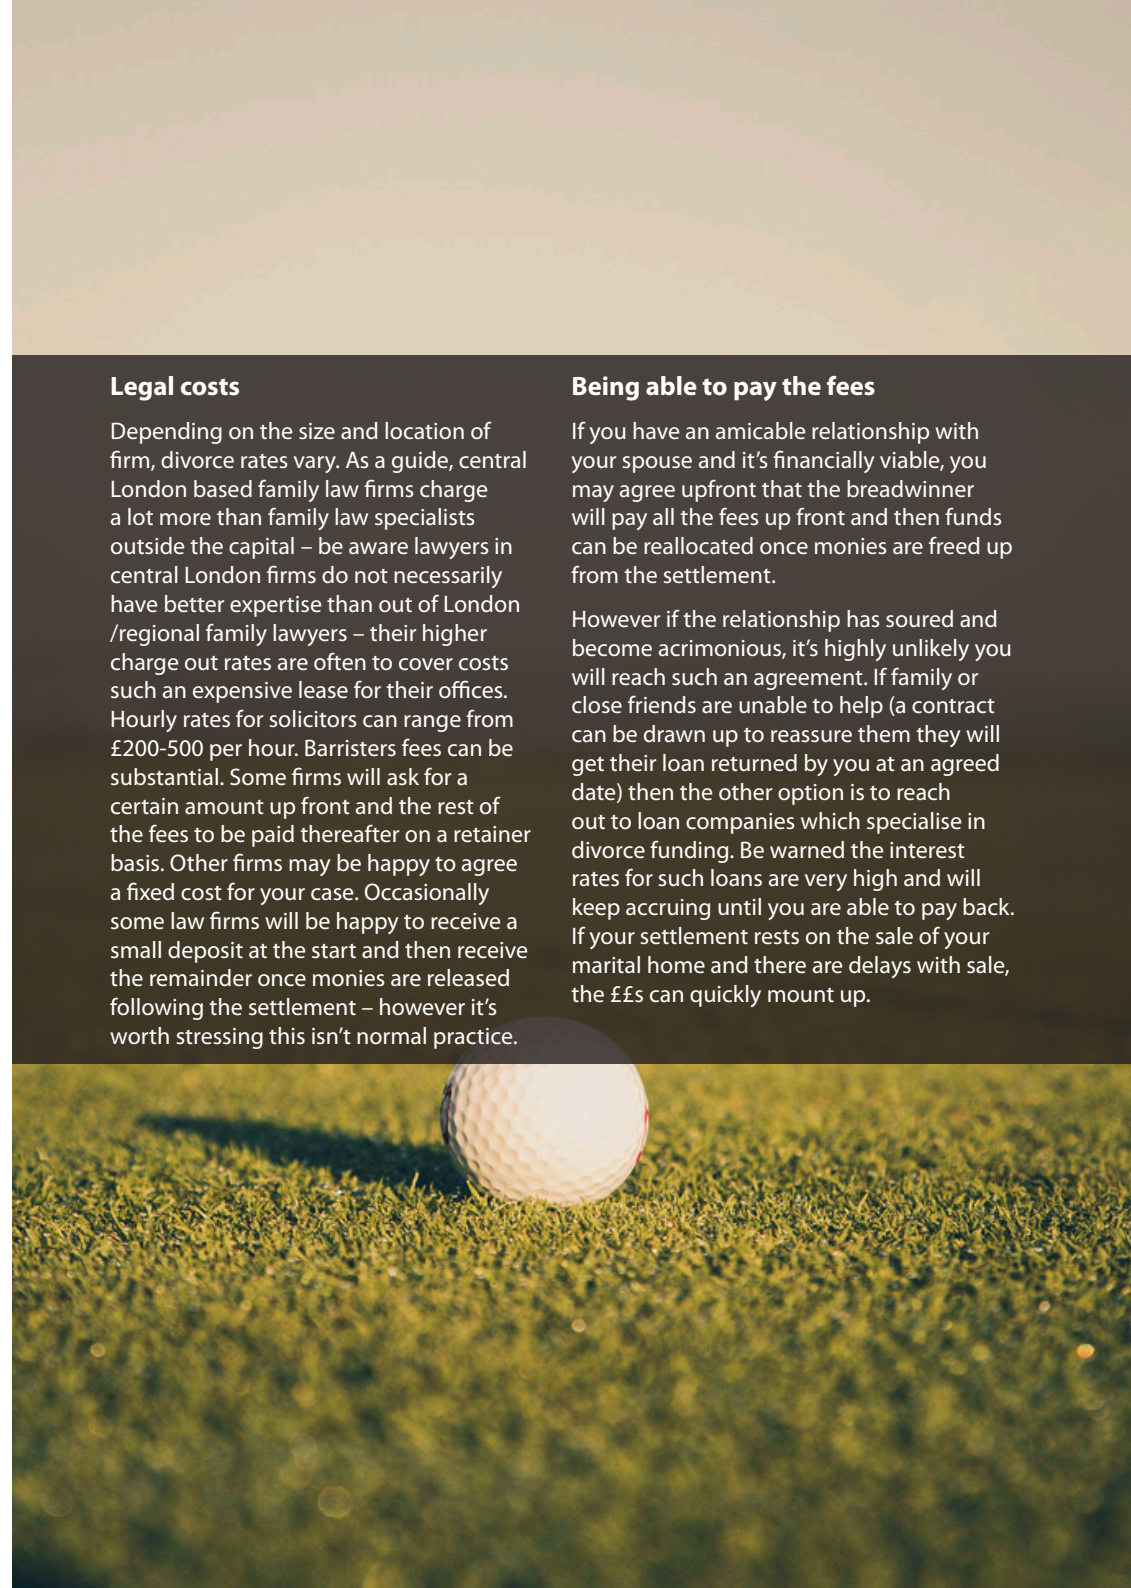 Legal costs
Depending on the size and location of
firm, divorce rates vary. As a guide, central
London based family law firms charge
a lot more than family law specialists
outside the capital – be aware lawyers in
central London firms do not necessarily
have better expertise than out of London
/regional family lawyers – their higher
charge out rates are often to cover costs
such an expensive lease for their offices.
Hourly rates for solicitors can range from
£200-500 per hour. Barristers fees can be
substantial. Some firms will ask for a
certain amount up front and the rest of
the fees to be paid thereafter on a retainer
basis. Other firms may be happy to agree
a fixed cost for your case. Occasionally
some law firms will be happy to receive a
small deposit at the start and then receive
the remainder once monies are released
following the settlement – however it’s
worth stressing this isn’t normal practice.
Being able to pay the fees
If you have an amicable relationship with
your spouse and it’s financially viable, you
may agree upfront that the breadwinner
will pay all the fees up front and then funds
can be reallocated once monies are freed up
from the settlement.
However if the relationship has soured and
become acrimonious, it’s highly unlikely you
will reach such an agreement. If family or
close friends are unable to help (a contract
can be drawn up to reassure them they will
get their loan returned by you at an agreed
date) then the other option is to reach
out to loan companies which specialise in
divorce funding. Be warned the interest
rates for such loans are very high and will
keep accruing until you are able to pay back.
If your settlement rests on the sale of your
marital home and there are delays with sale,
the ££s can quickly mount up.